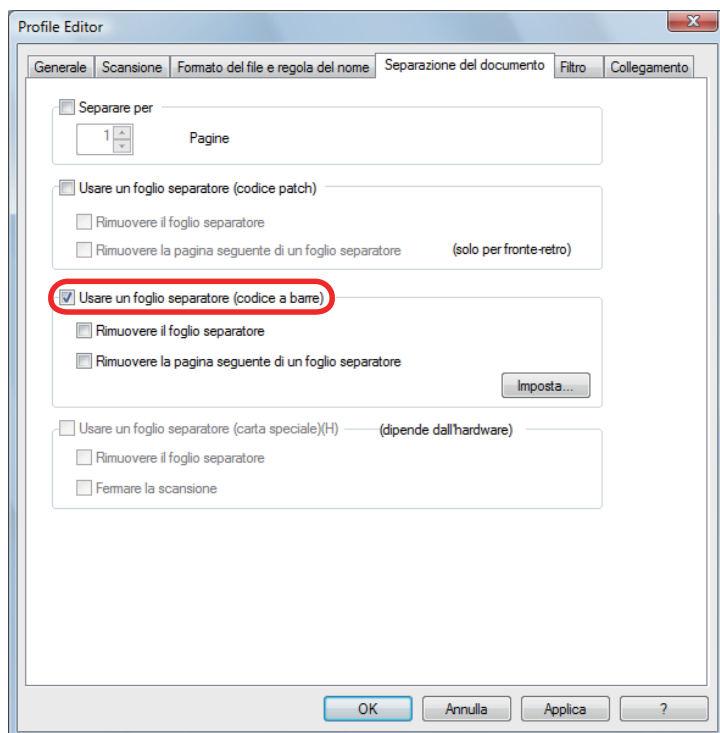 Profile Editor
X
Generale Scansione Formato del file e regola del nome Separazione del documento Filtro Collegamento
Separare per
1 Pagine
Usare un foglio separatore (codice patch)
Rimuovere il foglio separatore
Rimuovere la pagina seguente di un foglio separatore (solo per fronte-retro)
Usare un foglio separatore (codice a barre)
Rimuovere il foglio separatore
Rimuovere la pagina seguente di un foglio separatore
Imposta...
Usare un foglio separatore (carta speciale)(H) (dipende dall'hardware)
Rimuovere il foglio separatore
Fermare la scansione
OK Annulla Applica ?